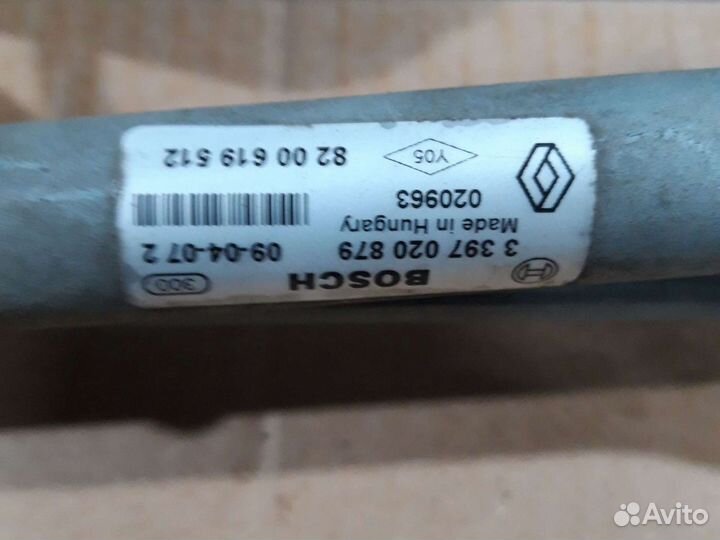 BOSCH 300
3 397 020 879 09-04-07 2
Made in Hungary
020963
Y05 82 00 619 512
Avito